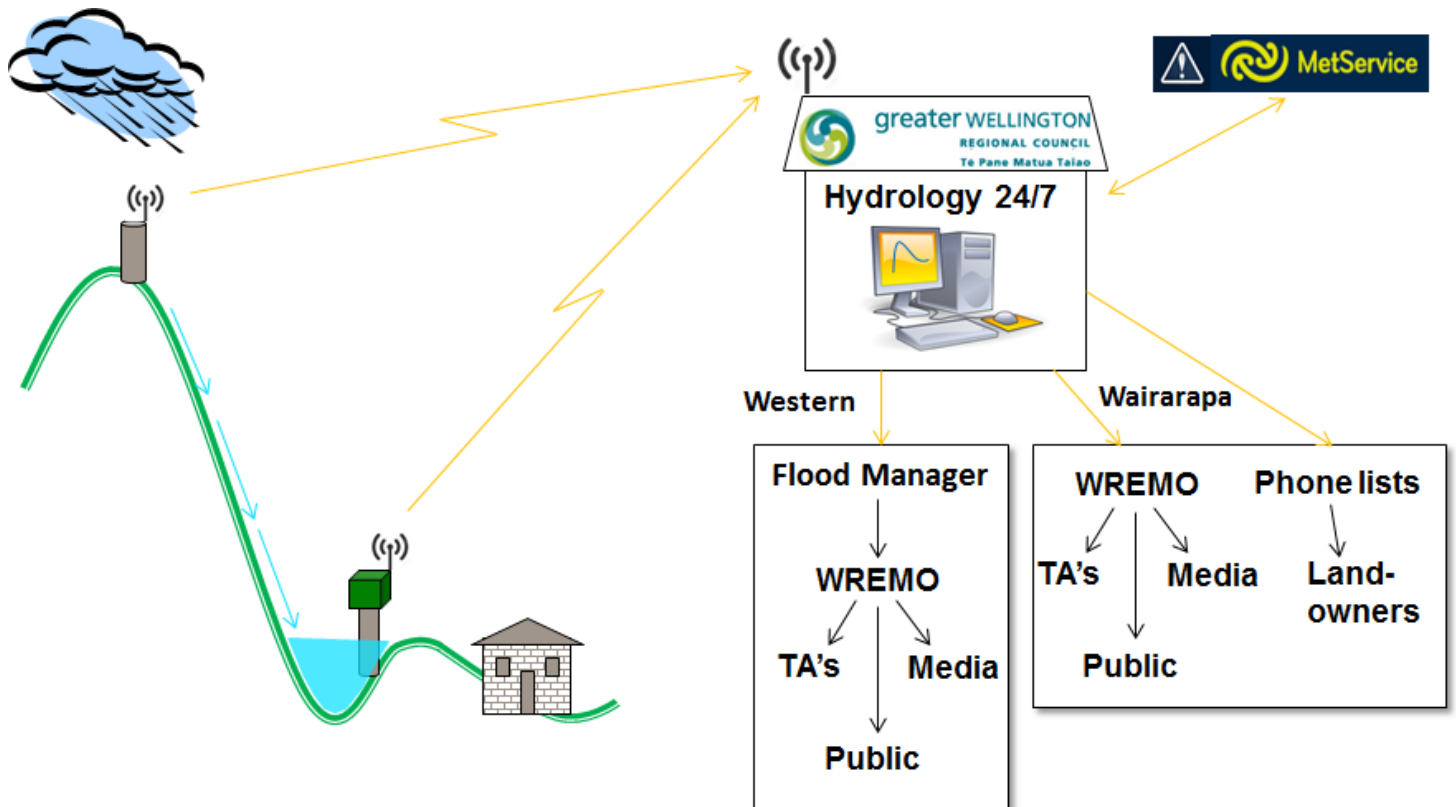 MetService
greater WELLINGTON
REGIONAL COUNCIL
Te Pane Matua Taiao
Hydrology 24/7
Western
Wairarapa
Flood Manager
WREMO
TA's
Media
Public
WREMO
Phone lists
TA's
Media
Land-
owners
Public